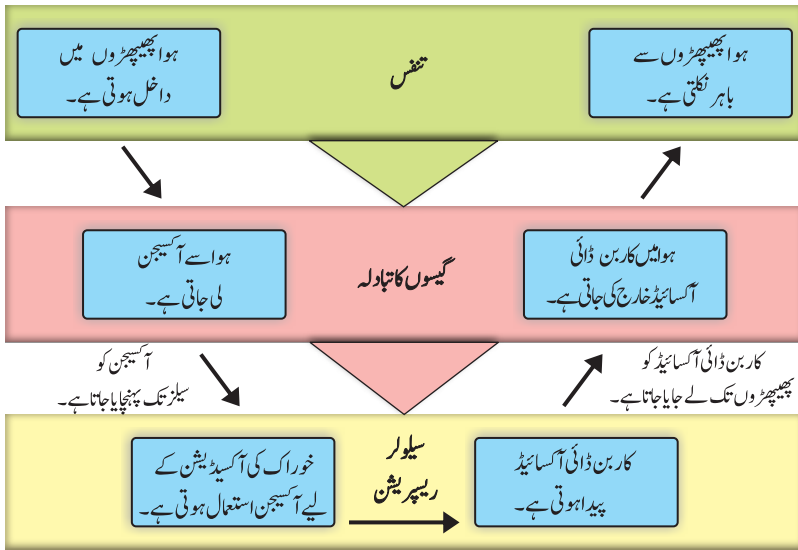 ہوا پھیپھڑوں میں
داخل ہوتی ہے۔
تنفس
ہوا پھیپھڑوں سے
باہر نکلتی ہے۔
ہوا سے آکسیجن
لی جاتی ہے۔
گیسوں کا تبادلہ
ہوا میں کاربن ڈائی
آکسائیڈ خارج کی جاتی ہے۔
آکسیجن کو
سیلز تک پہنچایا جاتا ہے۔
کاربن ڈائی آکسائیڈ کو
پھیپھڑوں تک لے جایا جاتا ہے۔
خوراک کی آکسیڈیشن کے
لیے آکسیجن استعمال ہوتی ہے۔
سیلولر
ریسپریشن
کاربن ڈائی آکسائیڈ
پیدا ہوتی ہے۔